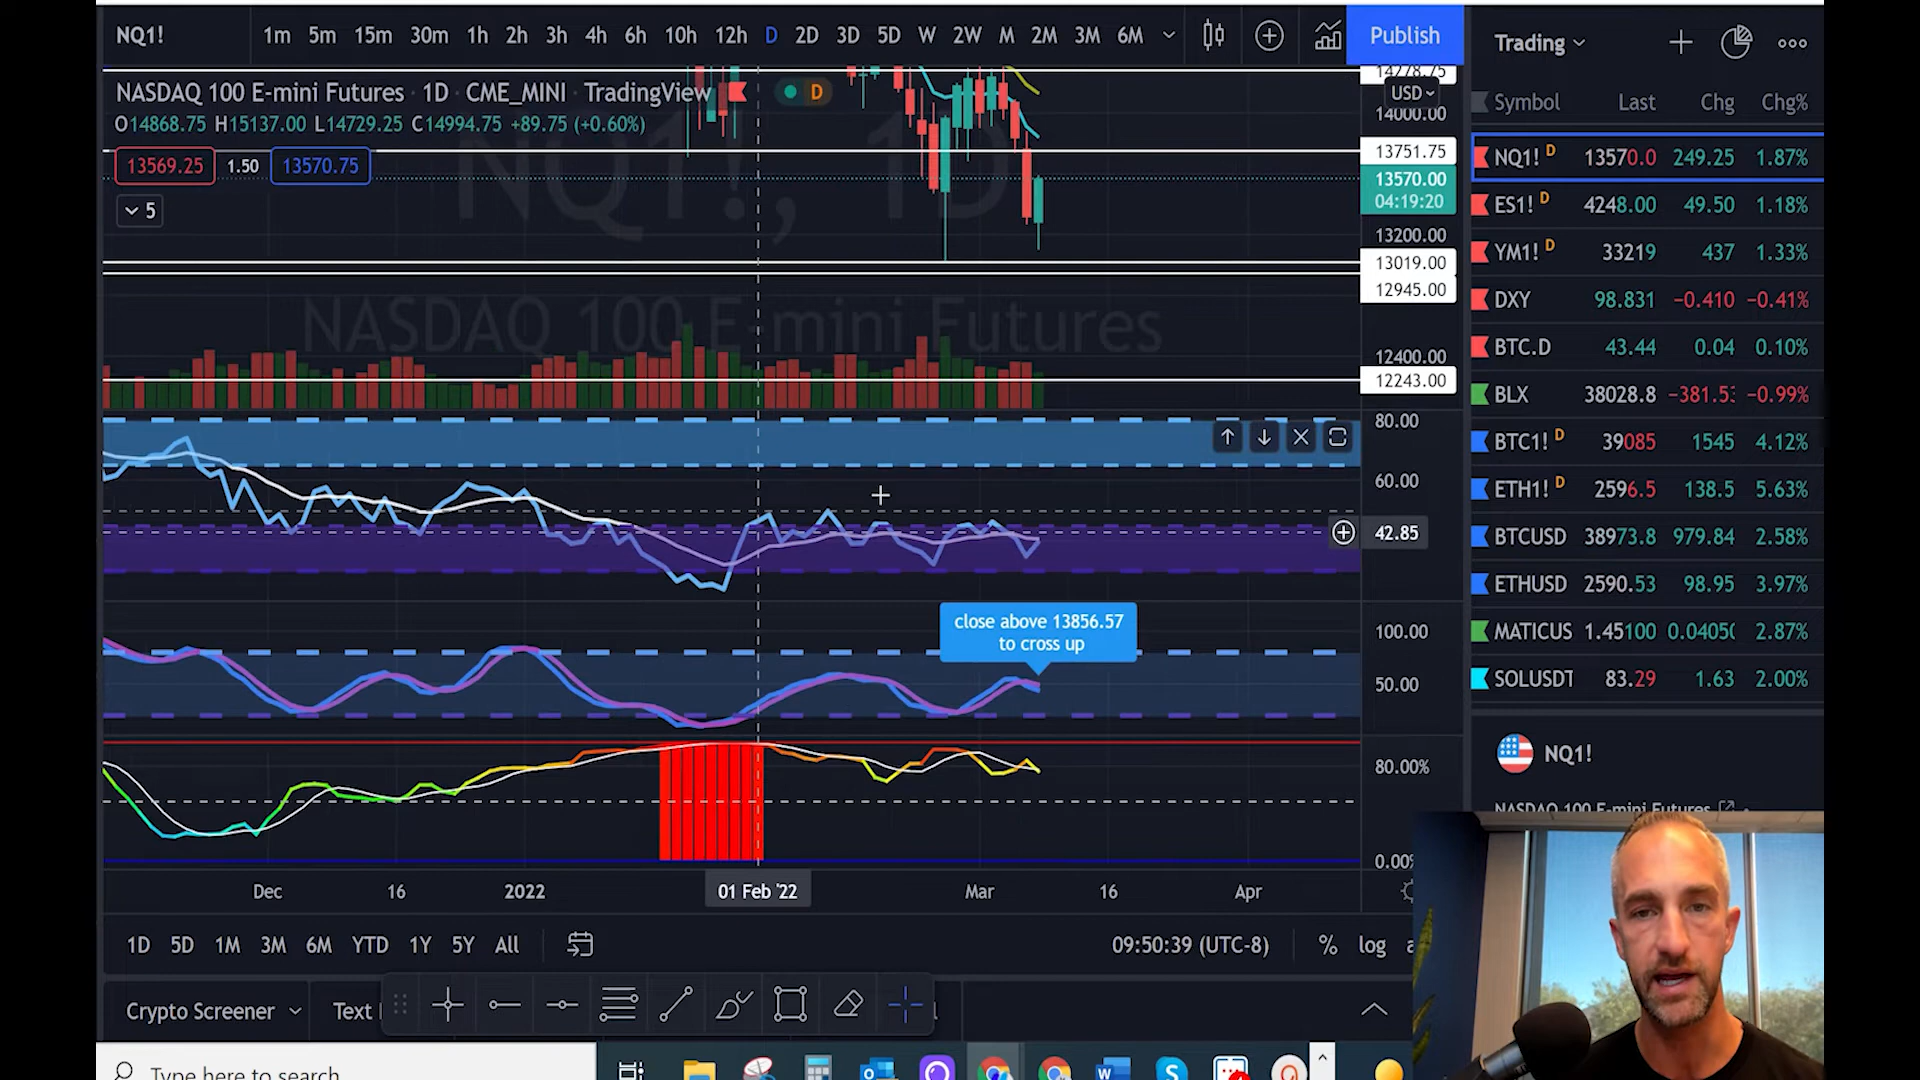 NQ1! 1m 5m 15m 30m 1h 2h 3h 4h 6h 10h 12h D 2D 3D 5D W 2W M 2M 3M 6M Publish
NASDAQ 100 E-mini Futures · 1D · CME_MINI · TradingView D
O14868.75 H15137.00 L14729.25 C14994.75 +89.75 (+0.60%)
13569.25 1.50 13570.75
5
NQ1!, 1D
NASDAQ 100 E-mini Futures
14278.75
USD
14000.00
13751.75
13570.00
04:19:20
13200.00
13019.00
12945.00
12400.00
12243.00
80.00
60.00
42.85
close above 13856.57
to cross up
100.00
50.00
80.00%
0.00%
Dec 16 2022 01 Feb '22 Mar 16 Apr
1D 5D 1M 3M 6M YTD 1Y 5Y All 09:50:39 (UTC-8) % log
Crypto Screener Text
Type here to search
Trading
Symbol Last Chg Chg%
NQ1! D 13570.0 249.25 1.87%
ES1! D 4248.00 49.50 1.18%
YM1! D 33219 437 1.33%
DXY 98.831 −0.410 −0.41%
BTC.D 43.44 0.04 0.10%
BLX 38028.8 −381.5 −0.99%
BTC1! D 39085 1545 4.12%
ETH1! D 2596.5 138.5 5.63%
BTCUSD 38973.8 979.84 2.58%
ETHUSD 2590.53 98.95 3.97%
MATICUS 1.45100 0.0405 2.87%
SOLUSDT 83.29 1.63 2.00%
NQ1!
NASDAQ 100 E-mini Futures